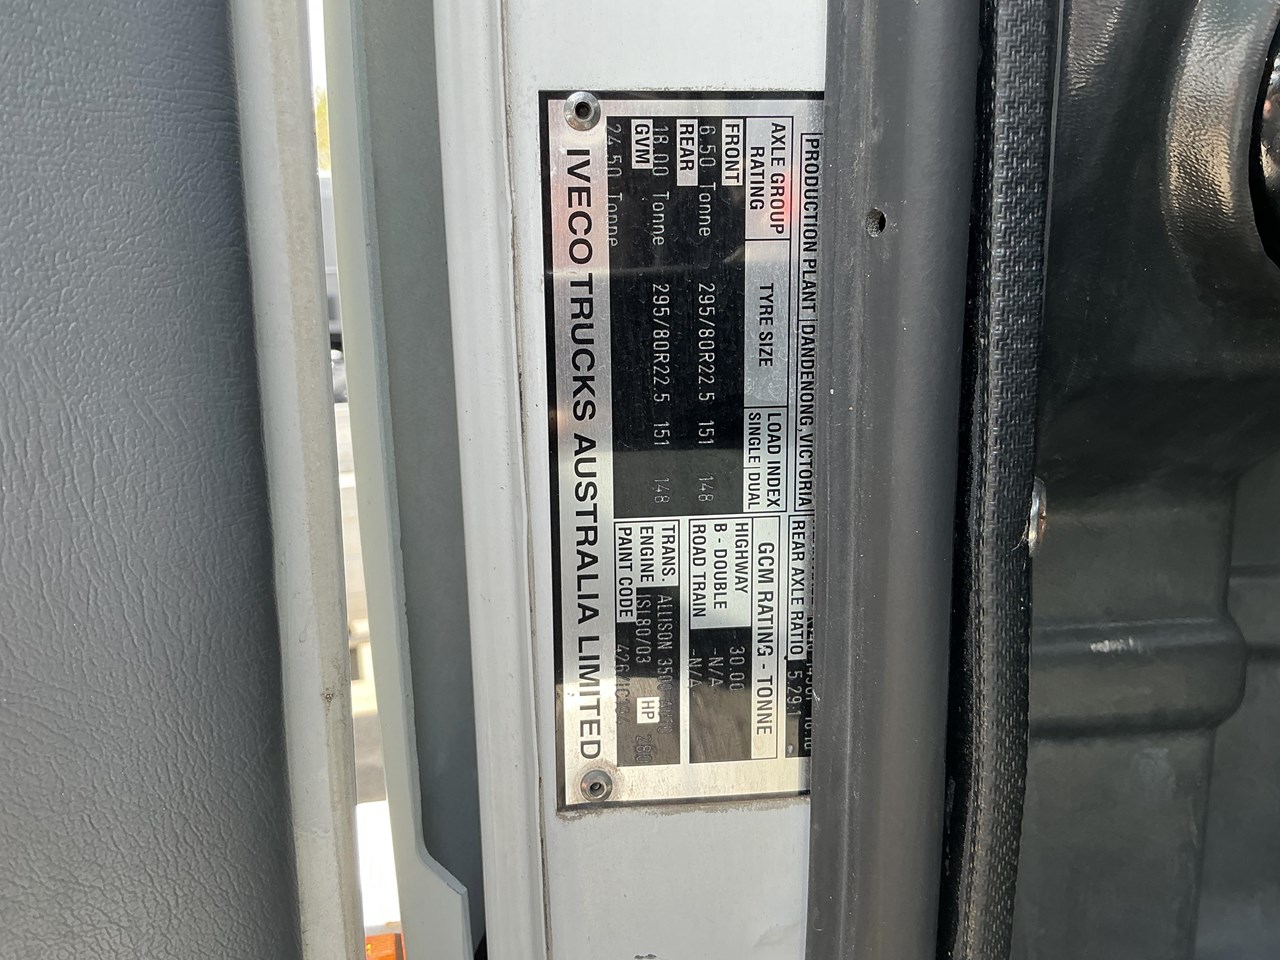 PRODUCTION PLANT DANDENONG, VICTORIA
REAR AXLE RATIO 5.29:1
AXLE GROUP RATING TYRE SIZE LOAD INDEX
SINGLE DUAL
FRONT
6.50 Tonne 295/80R22.5 151 148
REAR
18.00 Tonne 295/80R22.5 151 148
GVM
24.50 Tonne
GCM RATING - TONNE
HIGHWAY 30.00
B - DOUBLE -N/A
ROAD TRAIN -N/A
TRANS. ALLISON
ENGINE ISL80/03 HP 280
PAINT CODE
IVECO TRUCKS AUSTRALIA LIMITED